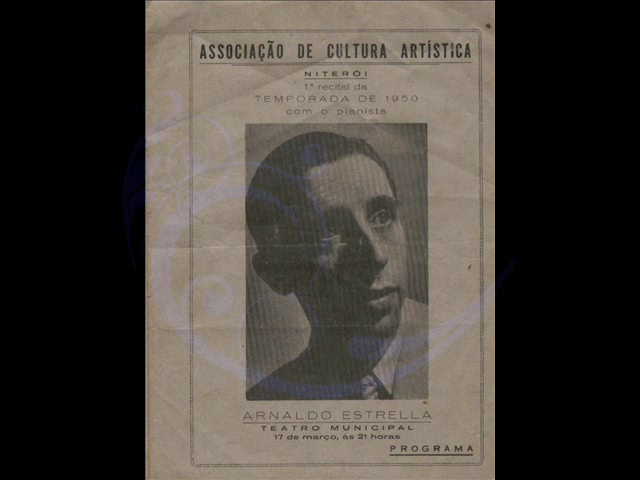 ASSOCIAÇÃO DE CULTURA ARTÍSTICA
NITERÓI
1.º recital da
TEMPORADA DE 1950
com o pianista
ARNALDO ESTRELLA
TEATRO MUNICIPAL
17 de março, às 21 horas
PROGRAMA